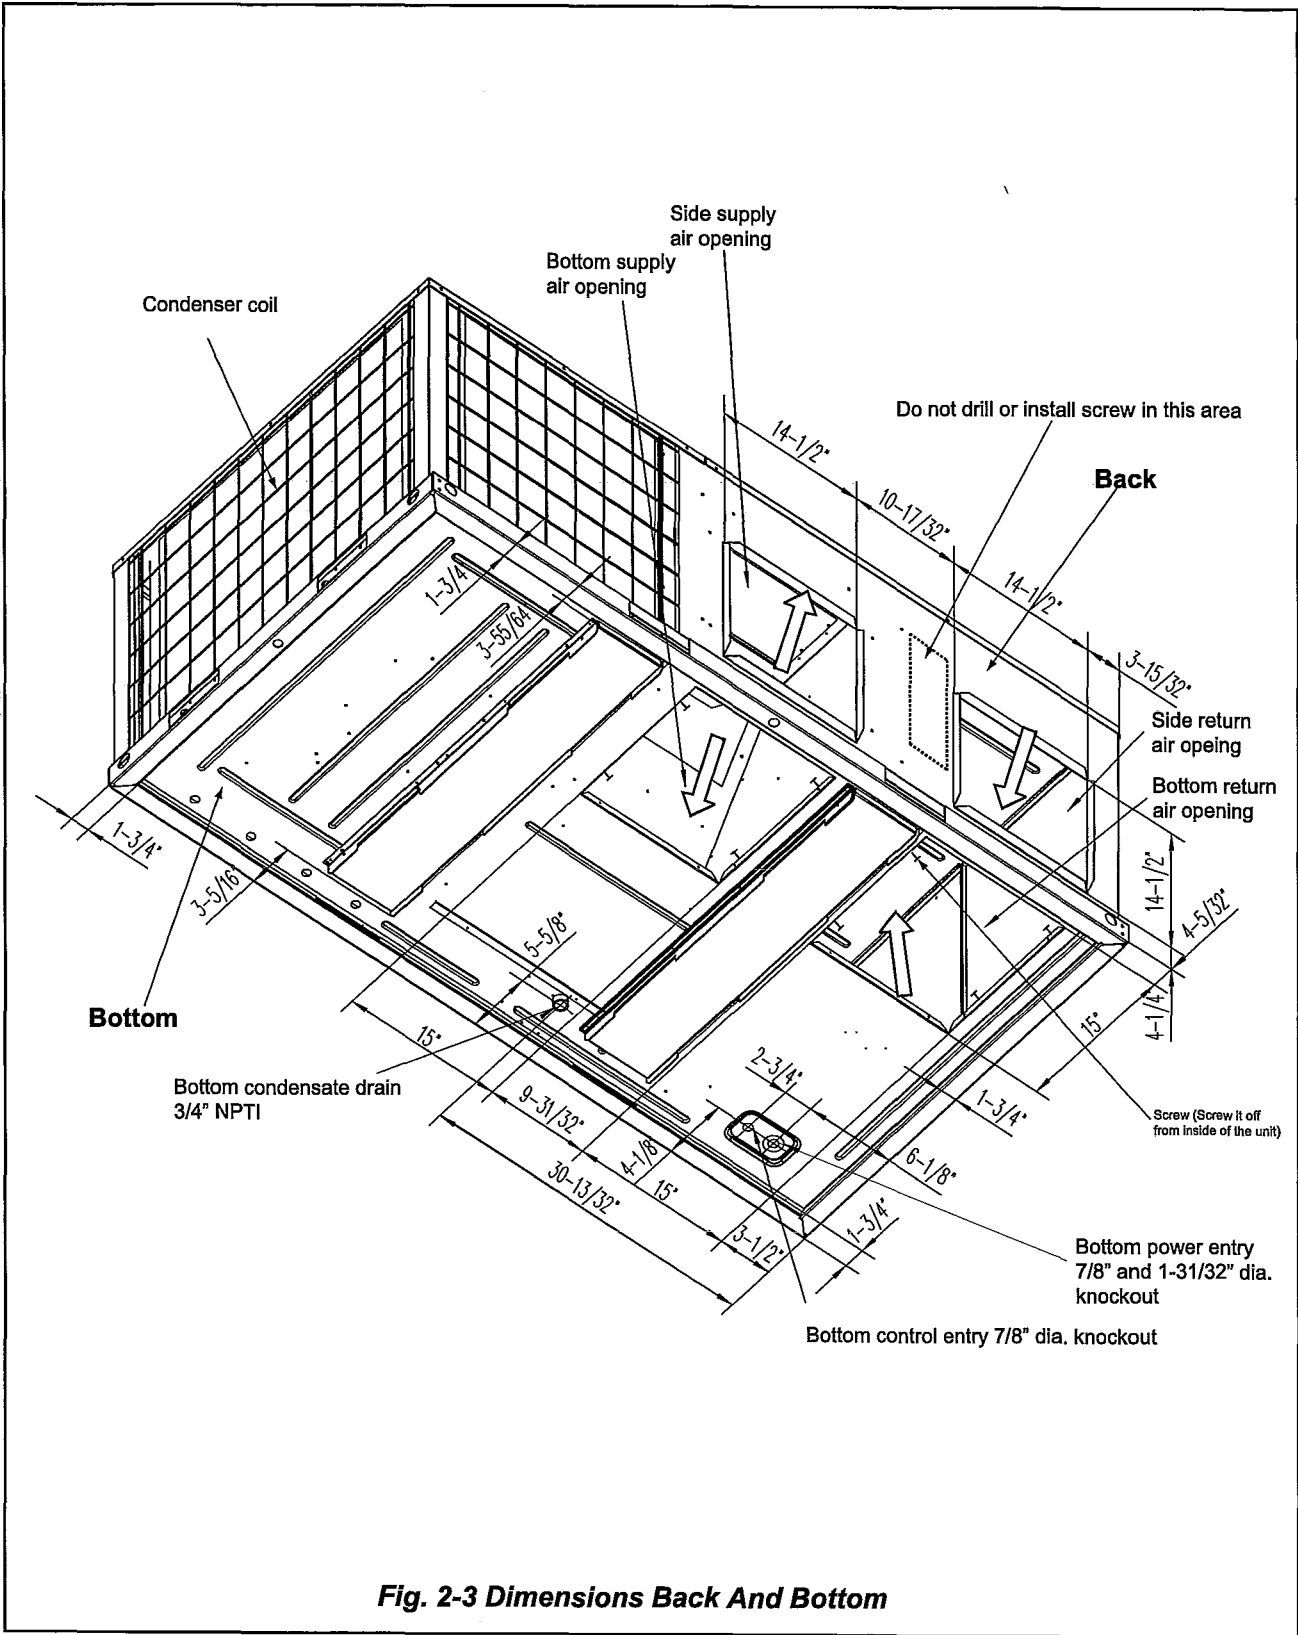 Side supply
air opening
Bottom supply
air opening
Condenser coil
Do not drill or install screw in this area
Back
14-1/2"
10-17/32"
14-1/2"
3-15/32"
1-3/4
3-55/64
Side return
air opeing
Bottom return
air opening
1-3/4"
3-5/16"
14-1/2"
4-5/32"
4-1/4"
5-5/8"
15"
Bottom
15"
Bottom condensate drain
3/4" NPTI
9-31/32"
2-3/4"
1-3/4"
Screw (Screw it off
from inside of the unit)
4-1/8"
6-1/8"
30-13/32"
15"
3-1/2"
1-3/4"
Bottom power entry
7/8" and 1-31/32" dia.
knockout
Bottom control entry 7/8" dia. knockout
Fig. 2-3 Dimensions Back And Bottom